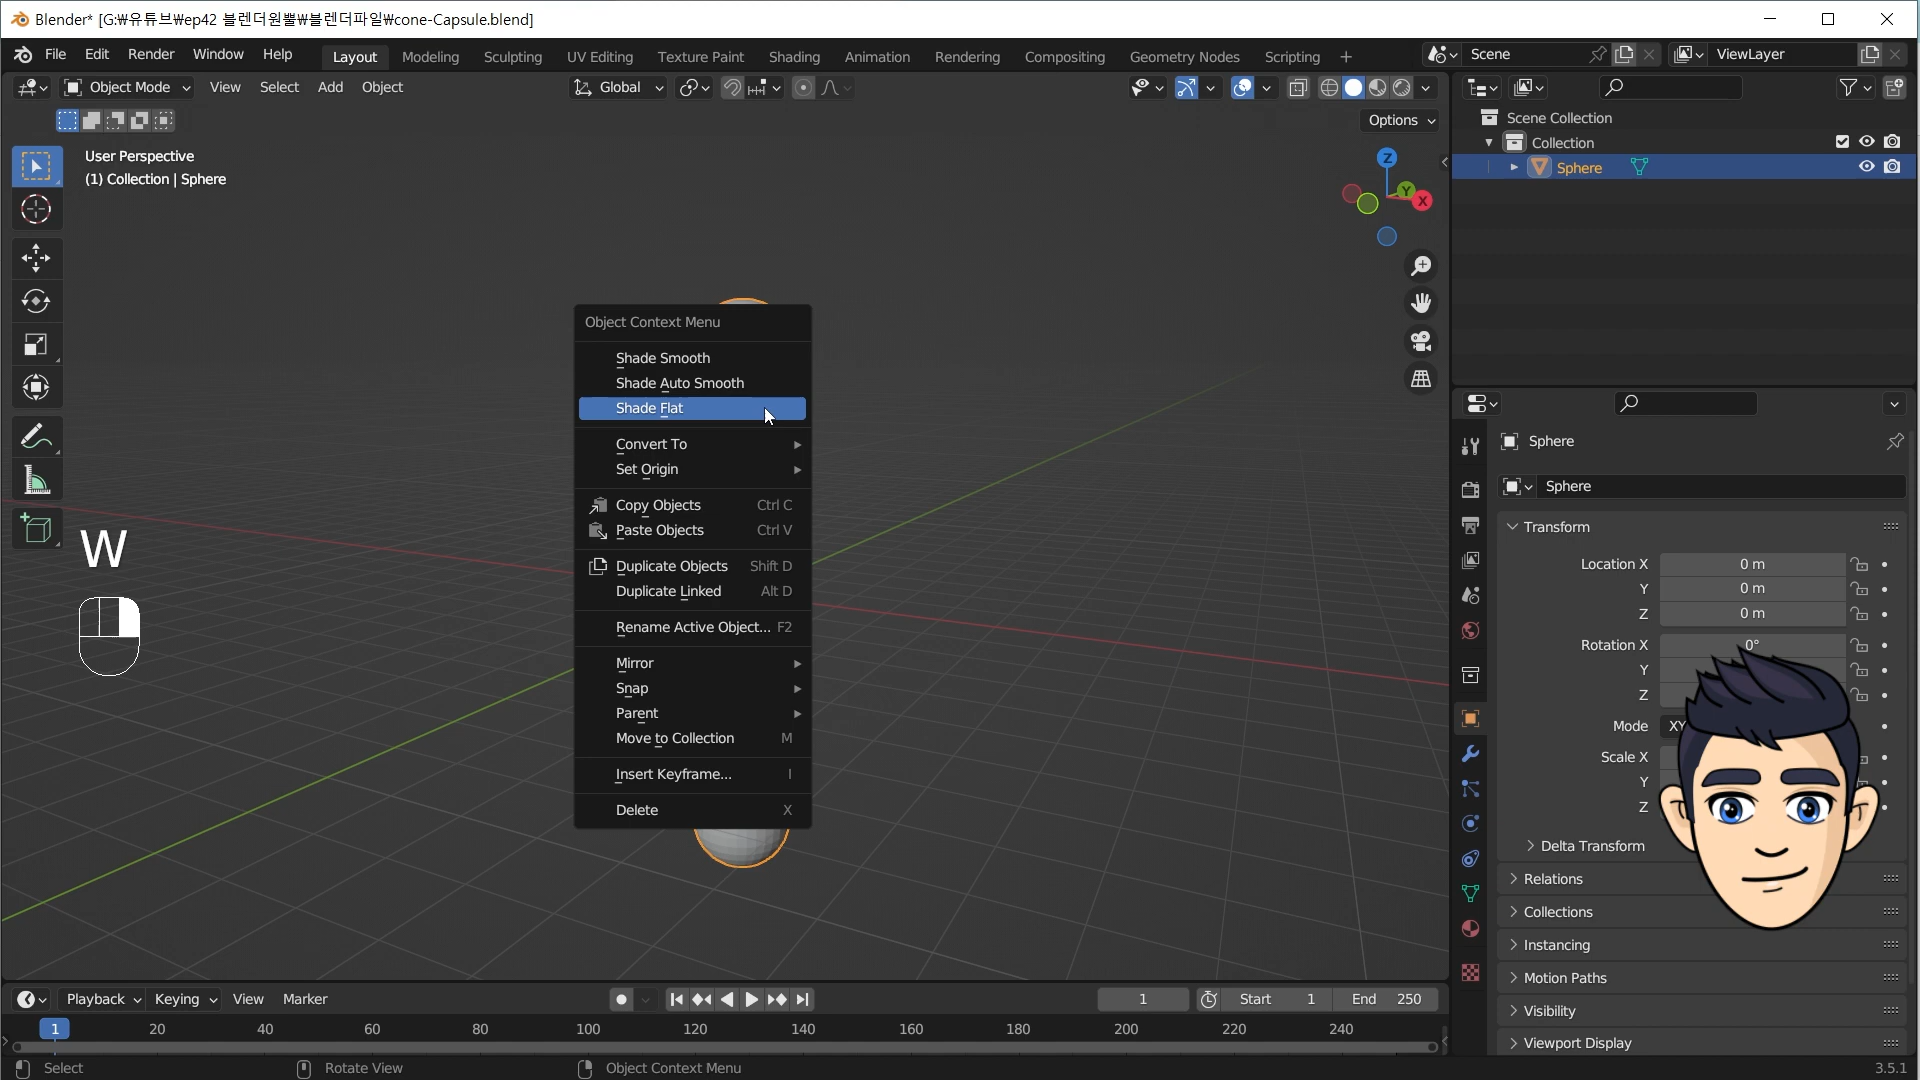 Blender* [G:₩유튜브₩ep42 블렌더원뿔₩블렌더파일₩cone-Capsule.blend]
File Edit Render Window Help Layout Modeling Sculpting UV Editing Texture Paint Shading Animation Rendering Compositing Geometry Nodes Scripting + Scene ViewLayer
Object Mode View Select Add Object Global
Options
User Perspective
(1) Collection | Sphere
Z
Y
X
Scene Collection
Collection
Sphere
Object Context Menu
Shade Smooth
Shade Auto Smooth
Shade Flat
Convert To
Set Origin
Copy Objects Ctrl C
Paste Objects Ctrl V
Duplicate Objects Shift D
Duplicate Linked Alt D
Rename Active Object... F2
Mirror
Snap
Parent
Move to Collection M
Insert Keyframe... I
Delete X
W
Sphere
Sphere
Transform
Location X 0 m
Y 0 m
Z 0 m
Rotation X 0°
Y
Z
Mode XY
Scale X
Y
Z
Delta Transform
Relations
Collections
Instancing
Motion Paths
Visibility
Viewport Display
Playback Keying View Marker 1 Start 1 End 250
1 20 40 60 80 100 120 140 160 180 200 220 240
Select Rotate View Object Context Menu 3.5.1